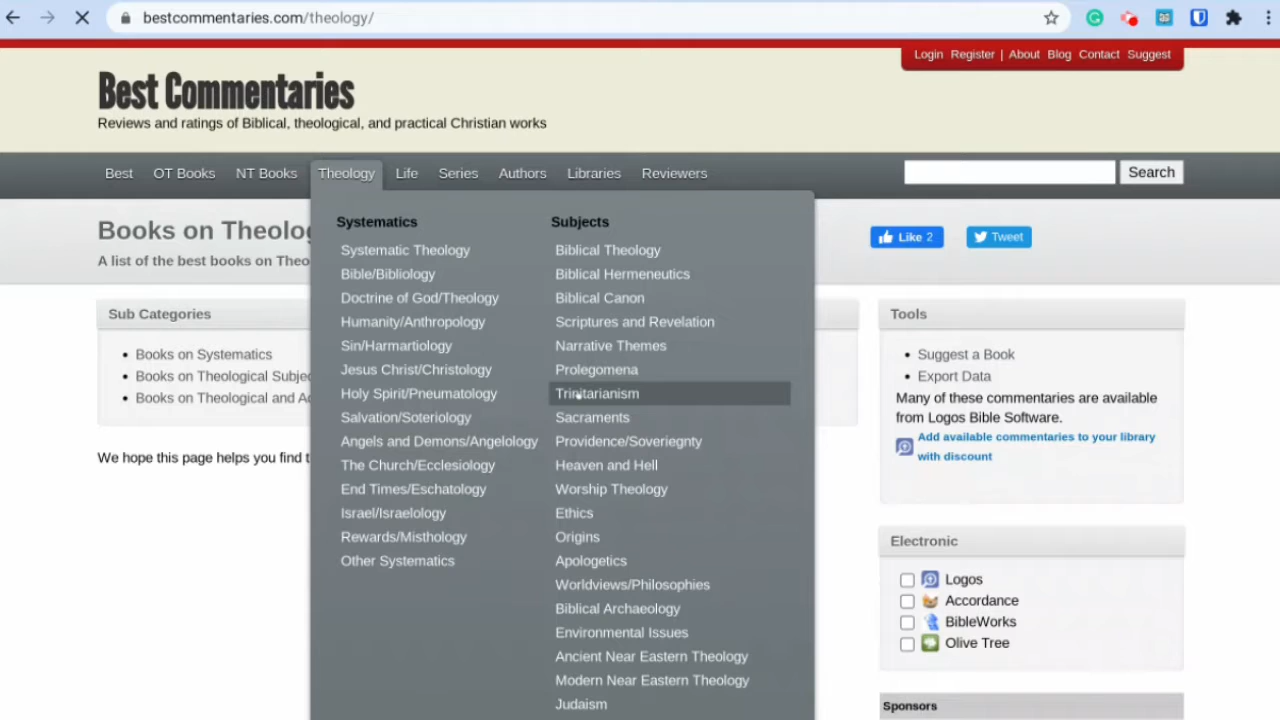 bestcommentaries.com/theology/
Login Register | About Blog Contact Suggest
Best Commentaries
Reviews and ratings of Biblical, theological, and practical Christian works
Best OT Books NT Books Theology Life Series Authors Libraries Reviewers Search
Books on Theolog
A list of the best books on Theo
Like 2 Tweet
Sub Categories
Books on Systematics
Books on Theological Subje
Books on Theological and A
We hope this page helps you find t
Systematics
Systematic Theology
Bible/Bibliology
Doctrine of God/Theology
Humanity/Anthropology
Sin/Harmartiology
Jesus Christ/Christology
Holy Spirit/Pneumatology
Salvation/Soteriology
Angels and Demons/Angelology
The Church/Ecclesiology
End Times/Eschatology
Israel/Israelology
Rewards/Misthology
Other Systematics
Subjects
Biblical Theology
Biblical Hermeneutics
Biblical Canon
Scriptures and Revelation
Narrative Themes
Prolegomena
Trinitarianism
Sacraments
Providence/Soveriegnty
Heaven and Hell
Worship Theology
Ethics
Origins
Apologetics
Worldviews/Philosophies
Biblical Archaeology
Environmental Issues
Ancient Near Eastern Theology
Modern Near Eastern Theology
Judaism
Tools
Suggest a Book
Export Data
Many of these commentaries are available
from Logos Bible Software.
Add available commentaries to your library
with discount
Electronic
Logos
Accordance
BibleWorks
Olive Tree
Sponsors